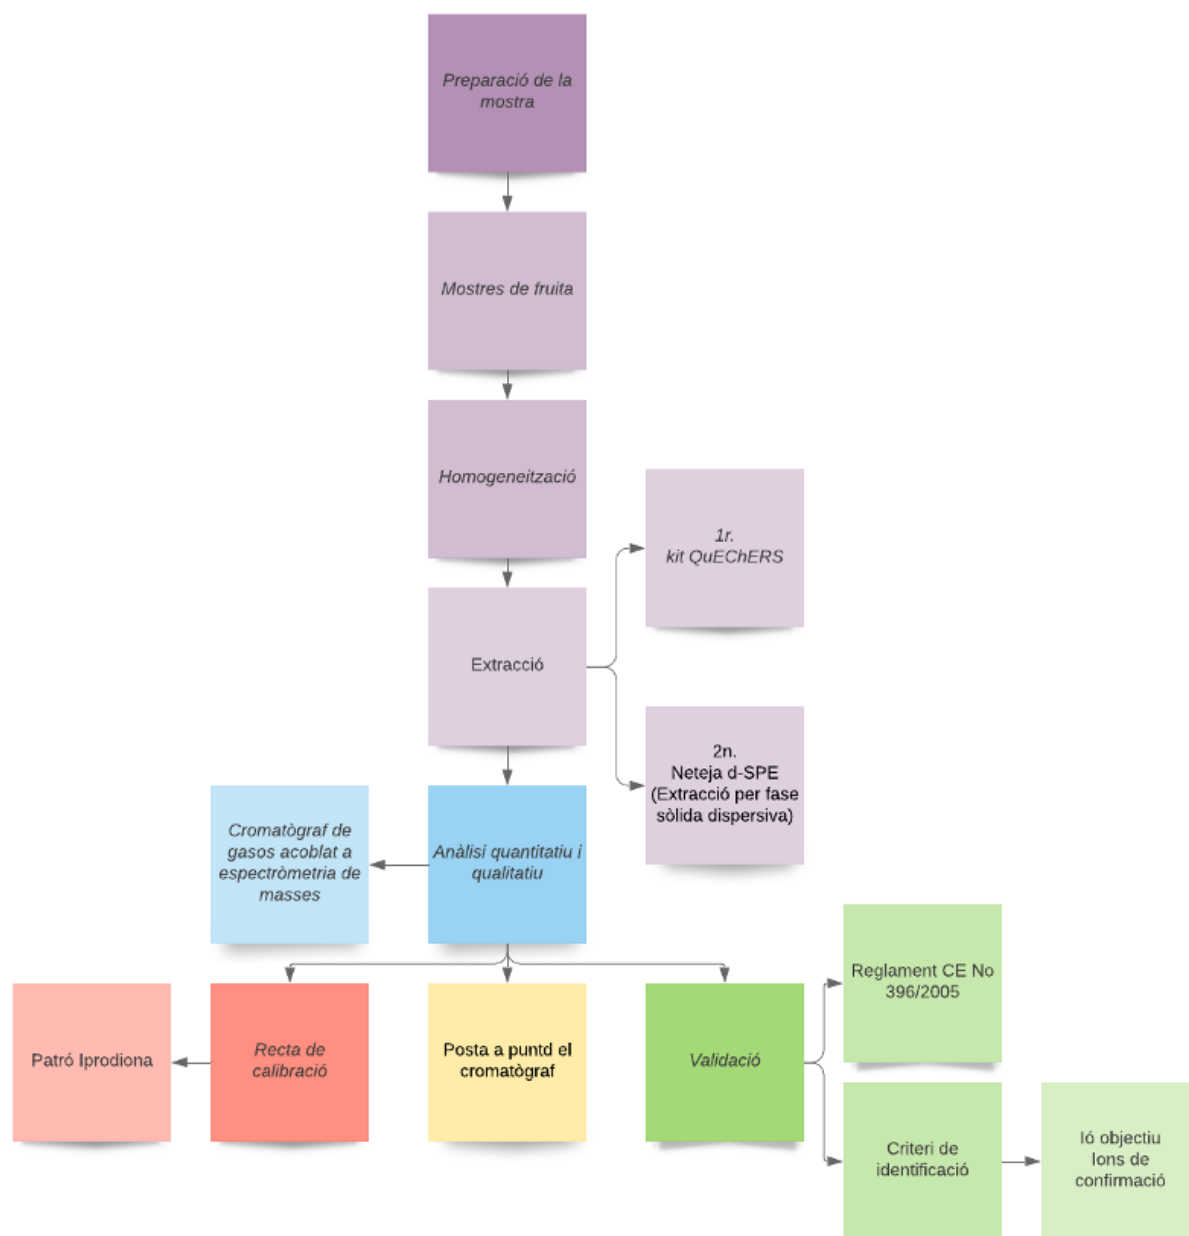 Preparació de la
mostra
Mostres de fruita
Homogeneització
1r.
kit QuEChERS
Extracció
2n.
Neteja d-SPE
(Extracció per fase
sòlida dispersiva)
Cromatògraf de
gasos acoblat a
espectròmetria de
masses
Anàlisi quantitatiu i
qualitatiu
Reglament CE No
396/2005
Patró Iprodiona
Recta de
calibració
Posta a puntd el
cromatògraf
Validació
Criteri de
identificació
Ió objectiu
Ions de
confirmació